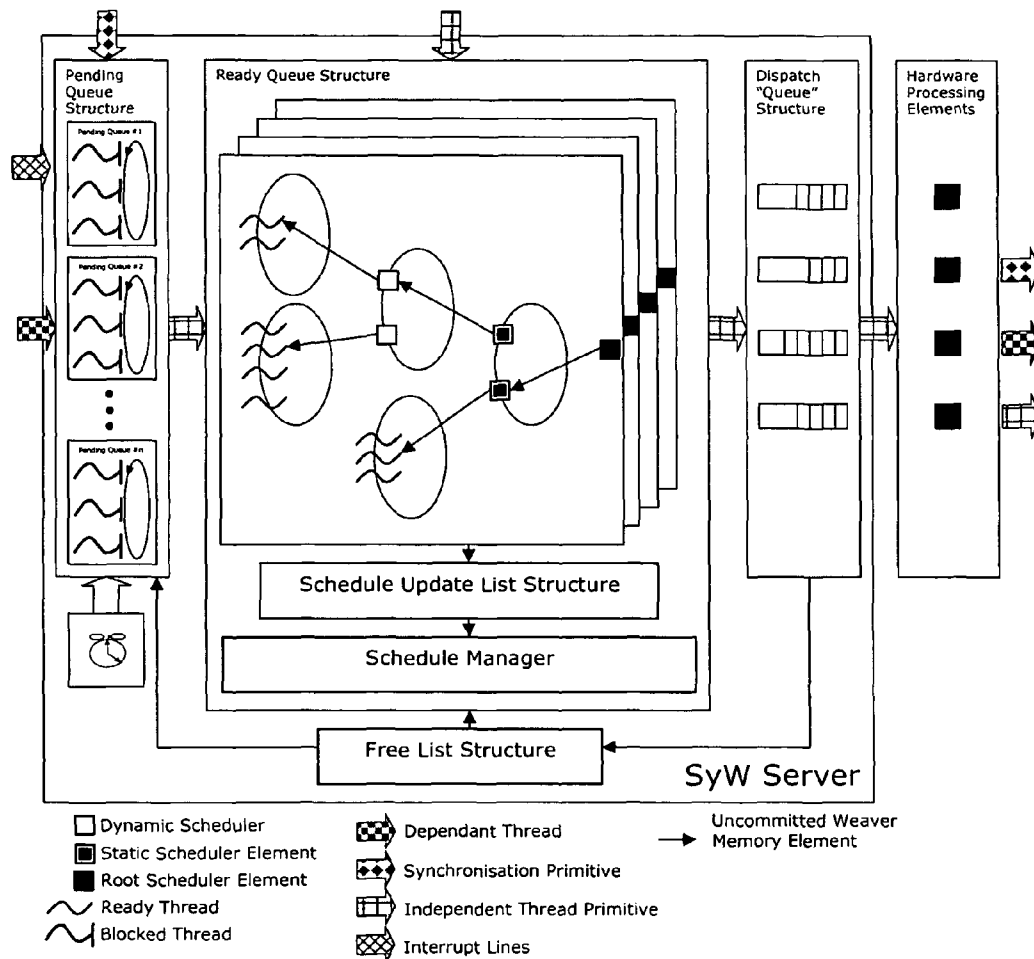 Pending
Queue
Structure
Pending Queue #1
Pending Queue #2
Pending Queue #n
Ready Queue Structure
Schedule Update List Structure
Schedule Manager
Free List Structure
Dispatch
"Queue"
Structure
Hardware
Processing
Elements
SyW Server
Dynamic Scheduler
Static Scheduler Element
Root Scheduler Element
Ready Thread
Blocked Thread
Dependant Thread
Synchronisation Primitive
Independent Thread Primitive
Interrupt Lines
Uncommitted Weaver
Memory Element